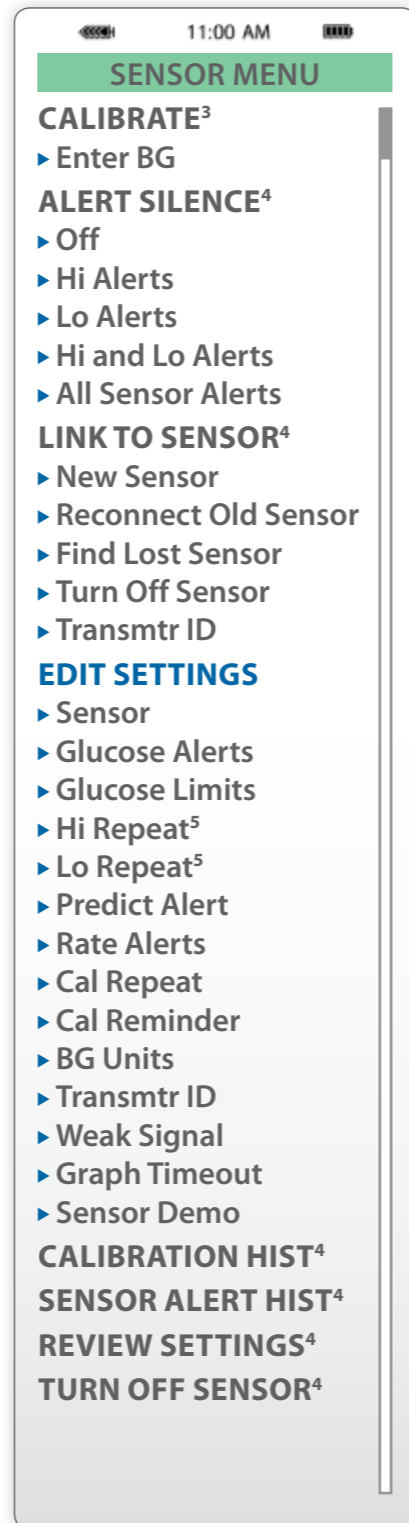 11:00 AM
SENSOR MENU
CALIBRATE³
▸ Enter BG
ALERT SILENCE⁴
▸ Off
▸ Hi Alerts
▸ Lo Alerts
▸ Hi and Lo Alerts
▸ All Sensor Alerts
LINK TO SENSOR⁴
▸ New Sensor
▸ Reconnect Old Sensor
▸ Find Lost Sensor
▸ Turn Off Sensor
▸ Transmtr ID
EDIT SETTINGS
▸ Sensor
▸ Glucose Alerts
▸ Glucose Limits
▸ Hi Repeat⁵
▸ Lo Repeat⁵
▸ Predict Alert
▸ Rate Alerts
▸ Cal Repeat
▸ Cal Reminder
▸ BG Units
▸ Transmtr ID
▸ Weak Signal
▸ Graph Timeout
▸ Sensor Demo
CALIBRATION HIST⁴
SENSOR ALERT HIST⁴
REVIEW SETTINGS⁴
TURN OFF SENSOR⁴